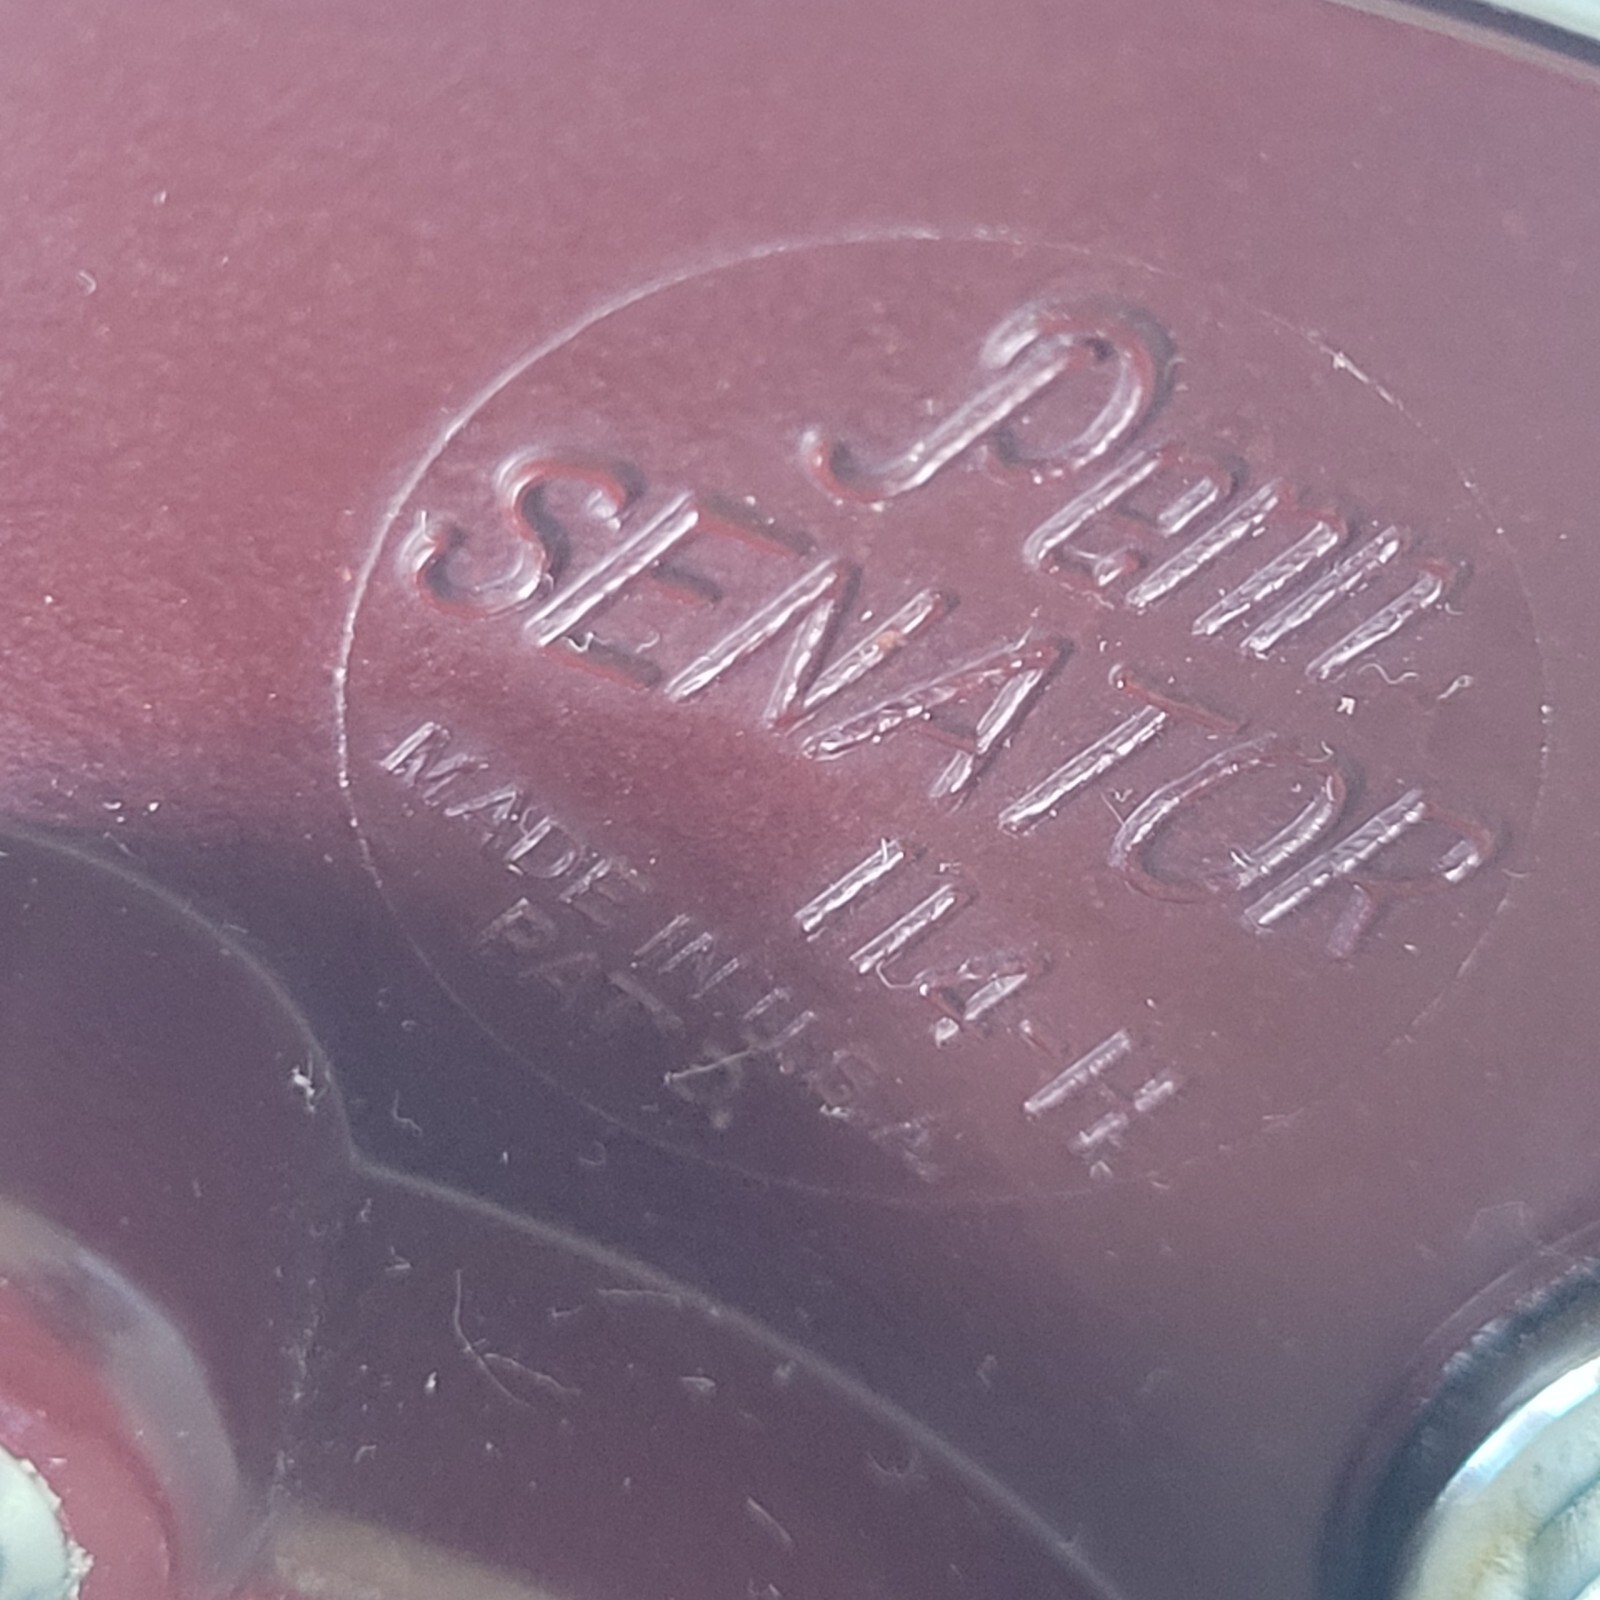 Penn
SENATOR
114-H
MADE IN U.S.A.
PAT.